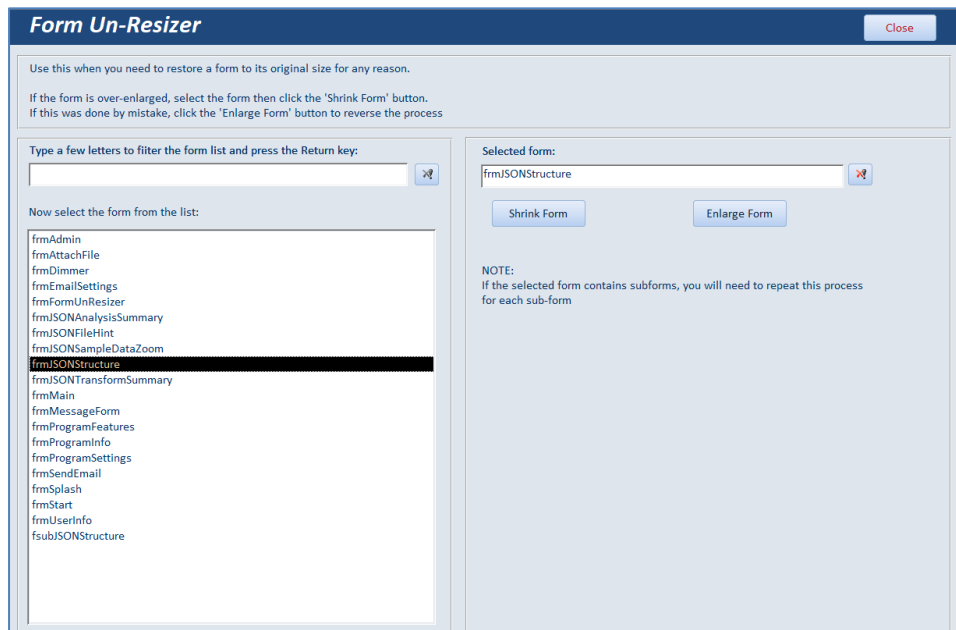 Form Un-Resizer
Close
Use this when you need to restore a form to its original size for any reason.
If the form is over-enlarged, select the form then click the 'Shrink Form' button.
If this was done by mistake, click the 'Enlarge Form' button to reverse the process
Type a few letters to fiiter the form list and press the Return key:
Now select the form from the list:
frmAdmin
frmAttachFile
frmDimmer
frmEmailSettings
frmFormUnResizer
frmJSONAnalysisSummary
frmJSONFileHint
frmJSONSampleDataZoom
frmJSONStructure
frmJSONTransformSummary
frmMain
frmMessageForm
frmProgramFeatures
frmProgramInfo
frmProgramSettings
frmSendEmail
frmSplash
frmStart
frmUserInfo
fsubJSONStructure
Selected form:
frmJSONStructure
Shrink Form
Enlarge Form
NOTE:
If the selected form contains subforms, you will need to repeat this process
for each sub-form